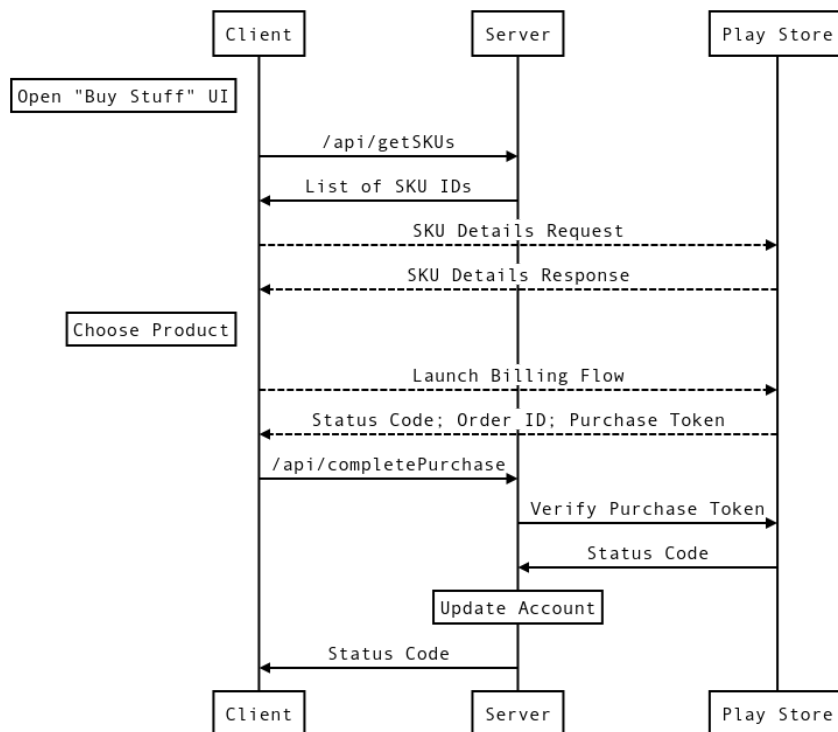 Client Server Play Store
Open "Buy Stuff" UI
/api/getSKUs
List of SKU IDs
SKU Details Request
SKU Details Response
Choose Product
Launch Billing Flow
Status Code; Order ID; Purchase Token
/api/completePurchase
Verify Purchase Token
Status Code
Update Account
Status Code
Client Server Play Store